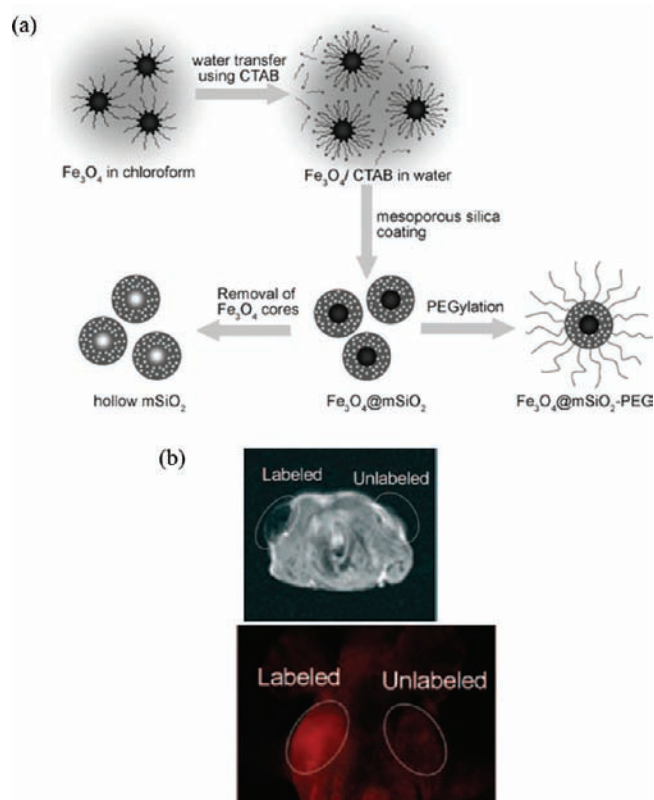 (a)
water transfer
using CTAB
Fe₃O₄ in chloroform
Fe₃O₄/ CTAB in water
mesoporous silica
coating
Removal of
Fe₃O₄ cores
PEGylation
hollow mSiO₂
Fe₃O₄@mSiO₂
Fe₃O₄@mSiO₂-PEG
(b)
Labeled
Unlabeled
Labeled
Unlabeled